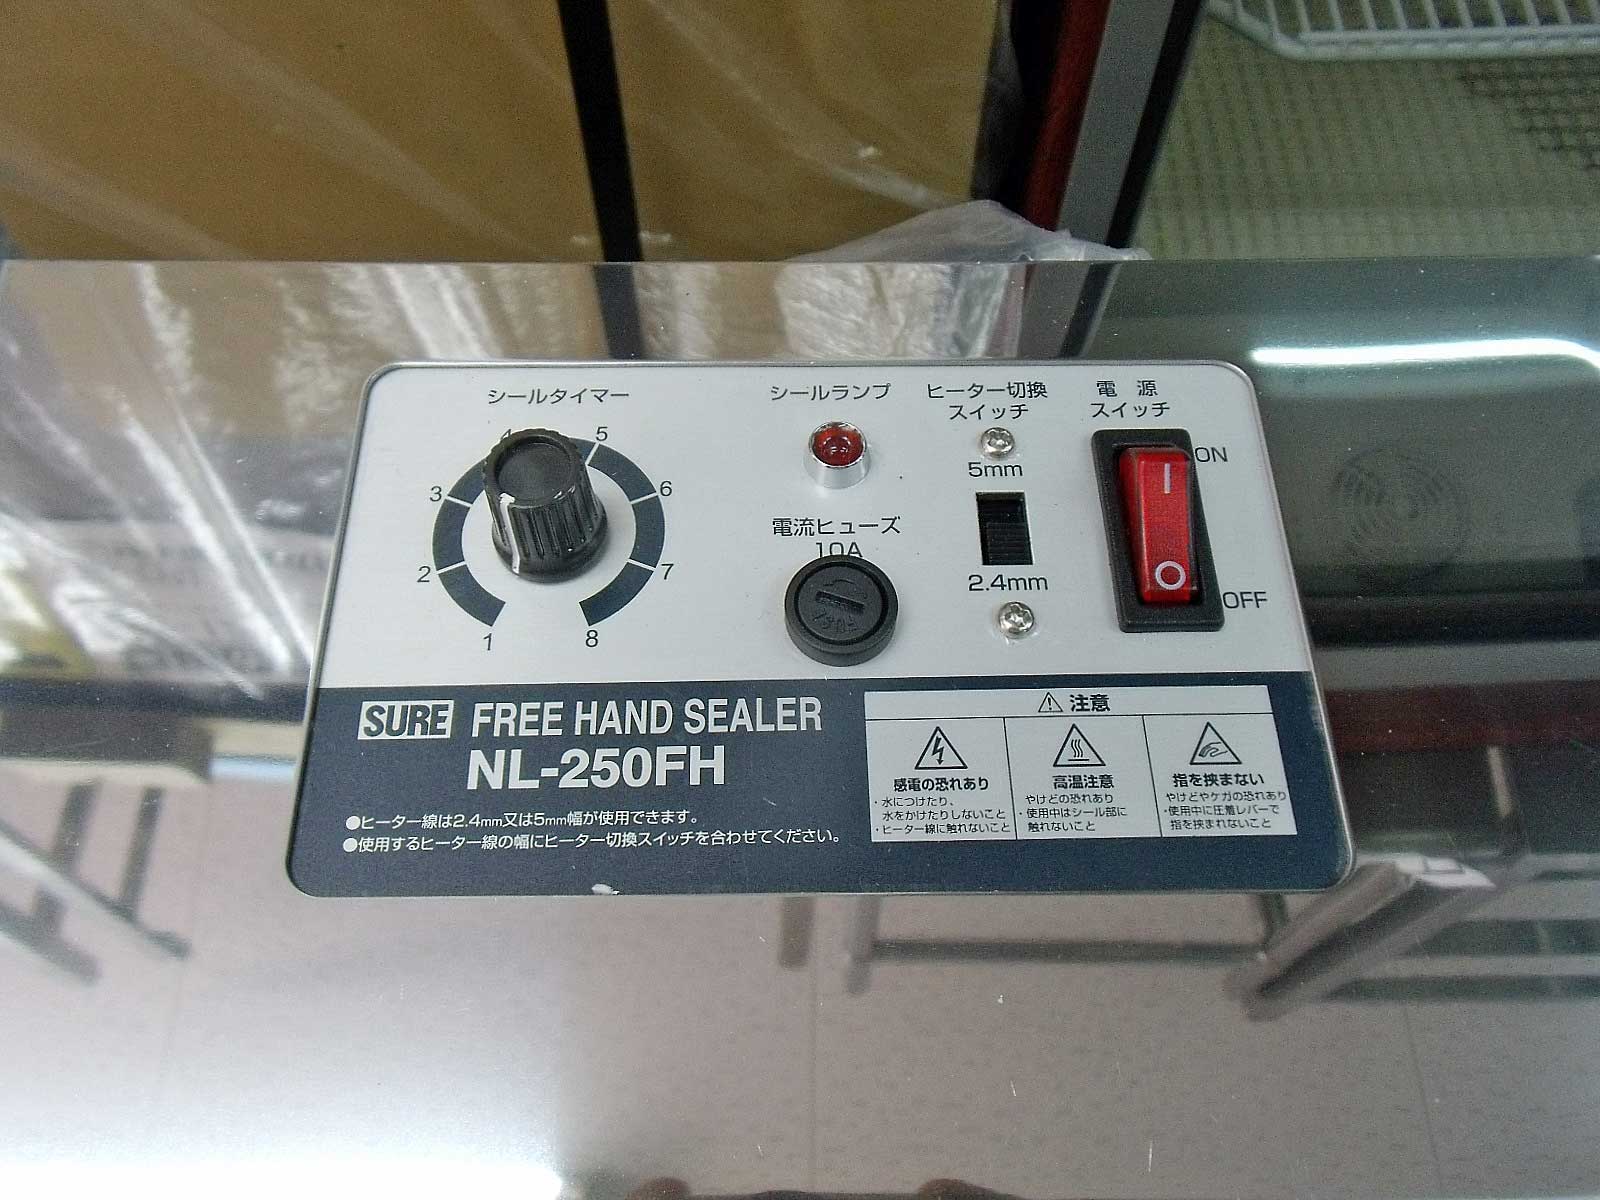 シールタイマー
シールランプ
ヒーター切換
スイッチ
電 源
スイッチ
4
5
3
6
2
7
1
8
5mm
2.4mm
ON
I
O
OFF
電流ヒューズ
10A
SURE FREE HAND SEALER
NL-250FH
●ヒーター線は2.4mm又は5mm幅が使用できます。
●使用するヒーター線の幅にヒーター切換スイッチを合わせてください。
注意
感電の恐れあり
・水につけたり、
水をかけたりしないこと
・ヒーター線に触れないこと
高温注意
やけどの恐れあり
・使用中はシール部に
触れないこと
指を挟まない
やけどやケガの恐れあり
・使用中に圧着レバーで
指を挟まれないこと